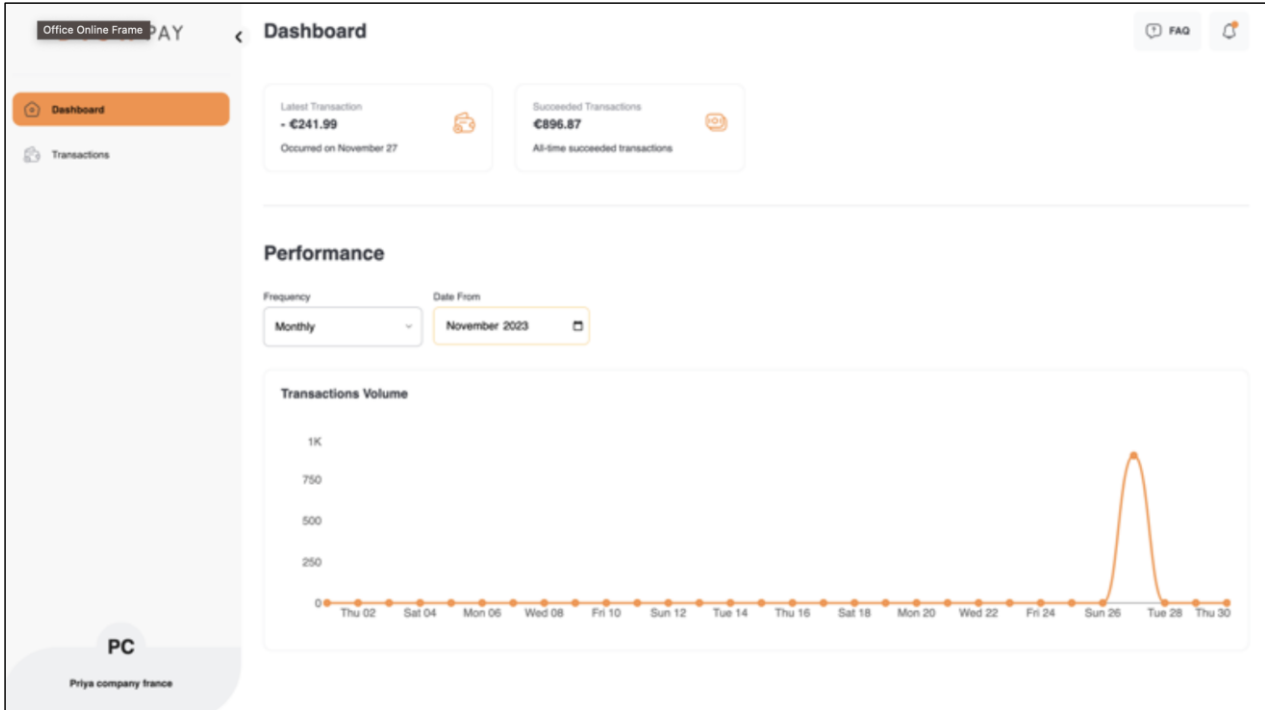 Office Online Frame
PAY
Dashboard
FAQ
Dashboard
Transactions
Latest Transaction
- €241.99
Occurred on November 27
Succeeded Transactions
€896.87
All-time succeeded transactions
Performance
Frequency
Date From
Monthly
November 2023
Transactions Volume
1K
750
500
250
0
Thu 02 Sat 04 Mon 06 Wed 08 Fri 10 Sun 12 Tue 14 Thu 16 Sat 18 Mon 20 Wed 22 Fri 24 Sun 26 Tue 28 Thu 30
PC
Priya company france